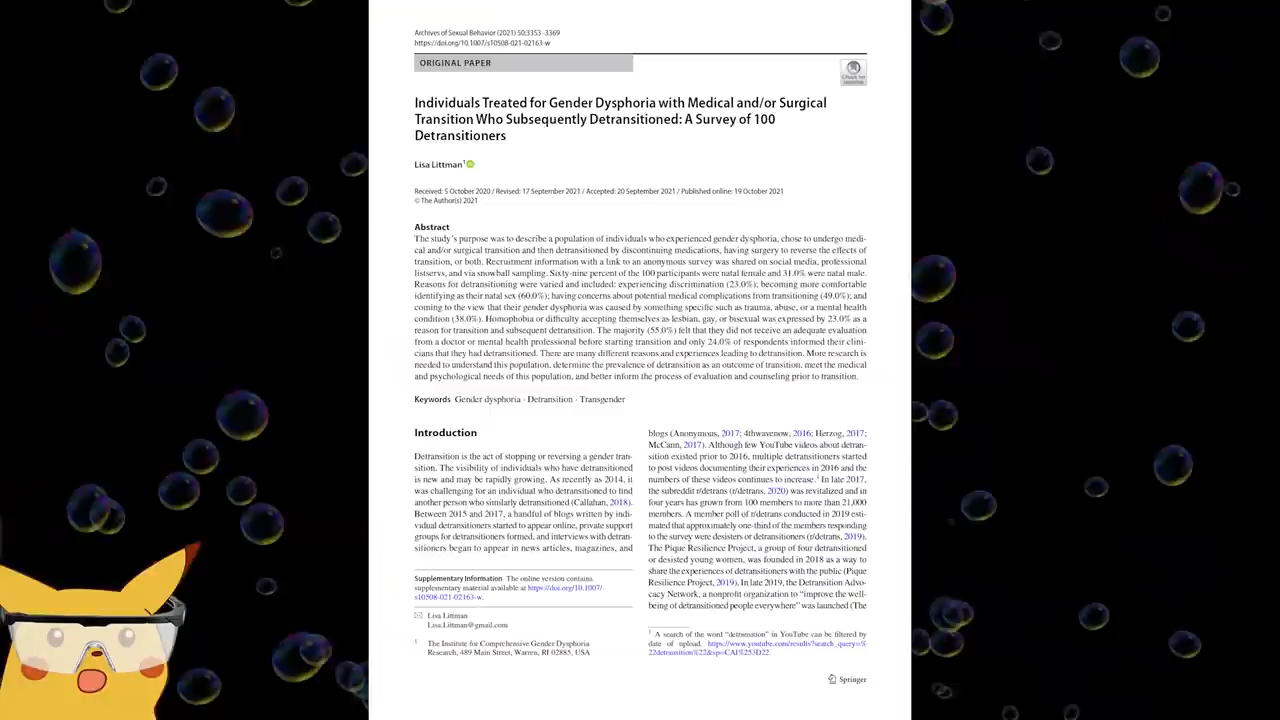 Archives of Sexual Behavior (2021) 50:3353–3369
https://doi.org/10.1007/s10508-021-02163-w
ORIGINAL PAPER
Check for
updates
Individuals Treated for Gender Dysphoria with Medical and/or Surgical
Transition Who Subsequently Detransitioned: A Survey of 100
Detransitioners
Lisa Littman¹
Received: 5 October 2020 / Revised: 17 September 2021 / Accepted: 20 September 2021 / Published online: 19 October 2021
© The Author(s) 2021
Abstract
The study's purpose was to describe a population of individuals who experienced gender dysphoria, chose to undergo medi-
cal and/or surgical transition and then detransitioned by discontinuing medications, having surgery to reverse the effects of
transition, or both. Recruitment information with a link to an anonymous survey was shared on social media, professional
listservs, and via snowball sampling. Sixty-nine percent of the 100 participants were natal female and 31.0% were natal male.
Reasons for detransitioning were varied and included: experiencing discrimination (23.0%); becoming more comfortable
identifying as their natal sex (60.0%); having concerns about potential medical complications from transitioning (49.0%); and
coming to the view that their gender dysphoria was caused by something specific such as trauma, abuse, or a mental health
condition (38.0%). Homophobia or difficulty accepting themselves as lesbian, gay, or bisexual was expressed by 23.0% as a
reason for transition and subsequent detransition. The majority (55.0%) felt that they did not receive an adequate evaluation
from a doctor or mental health professional before starting transition and only 24.0% of respondents informed their clini-
cians that they had detransitioned. There are many different reasons and experiences leading to detransition. More research is
needed to understand this population, determine the prevalence of detransition as an outcome of transition, meet the medical
and psychological needs of this population, and better inform the process of evaluation and counseling prior to transition.
Keywords Gender dysphoria · Detransition · Transgender
Introduction
Detransition is the act of stopping or reversing a gender tran-
sition. The visibility of individuals who have detransitioned
is new and may be rapidly growing. As recently as 2014, it
was challenging for an individual who detransitioned to find
another person who similarly detransitioned (Callahan, 2018).
Between 2015 and 2017, a handful of blogs written by indi-
vidual detransitioners started to appear online, private support
groups for detransitioners formed, and interviews with detran-
sitioners began to appear in news articles, magazines, and
Supplementary Information The online version contains
supplementary material available at https://doi.org/10.1007/
s10508-021-02163-w.
Lisa Littman
Lisa.Littman@gmail.com
¹ The Institute for Comprehensive Gender Dysphoria
Research, 489 Main Street, Warren, RI 02885, USA
blogs (Anonymous, 2017; 4thwavenow, 2016; Herzog, 2017;
McCann, 2017). Although few YouTube videos about detran-
sition existed prior to 2016, multiple detransitioners started
to post videos documenting their experiences in 2016 and the
numbers of these videos continues to increase.¹ In late 2017,
the subreddit r/detrans (r/detrans, 2020) was revitalized and in
four years has grown from 100 members to more than 21,000
members. A member poll of r/detrans conducted in 2019 esti-
mated that approximately one-third of the members responding
to the survey were desisters or detransitioners (r/detrans, 2019).
The Pique Resilience Project, a group of four detransitioned
or desisted young women, was founded in 2018 as a way to
share the experiences of detransitioners with the public (Pique
Resilience Project, 2019). In late 2019, the Detransition Advo-
cacy Network, a nonprofit organization to "improve the well-
being of detransitioned people everywhere" was launched (The
¹ A search of the word "detransition" in YouTube can be filtered by
date of upload. https://www.youtube.com/results?search_query=%
22detransition%22&sp=CAI%253D22.
Springer